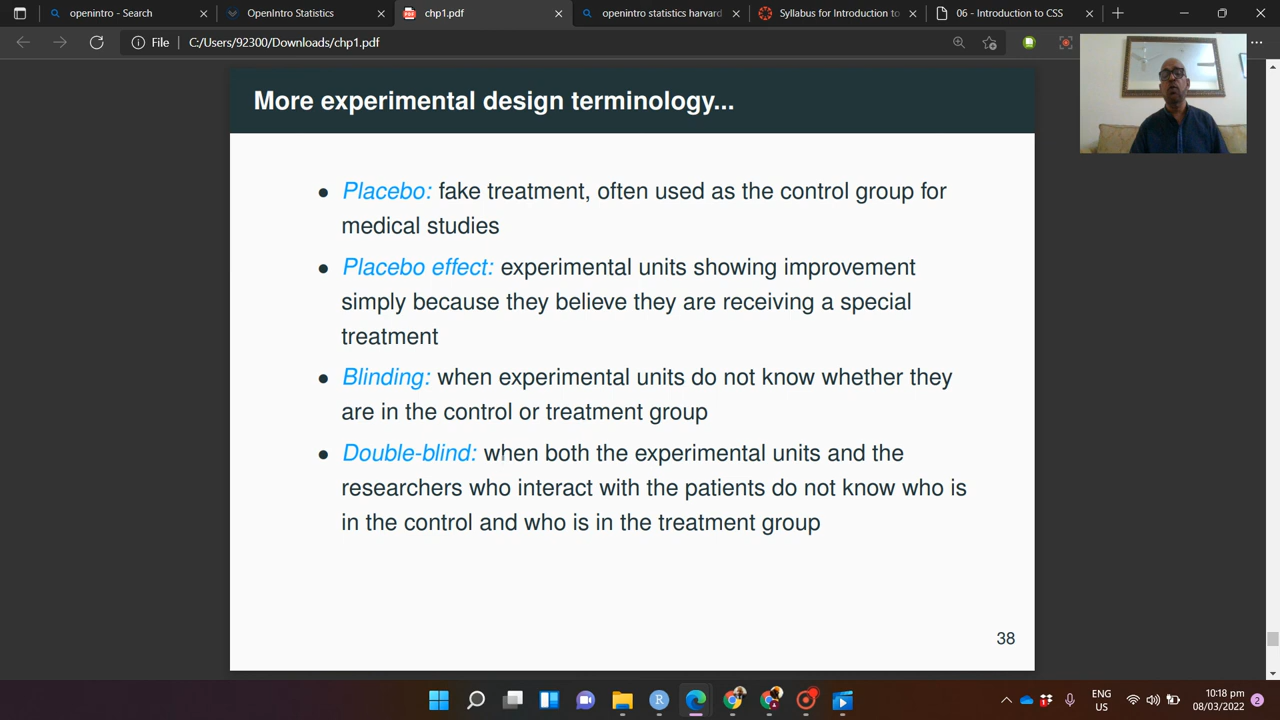 openintro - Search
OpenIntro Statistics
chp1.pdf
openintro statistics harvard
Syllabus for Introduction to
06 - Introduction to CSS
File
C:/Users/92300/Downloads/chp1.pdf
More experimental design terminology...
Placebo: fake treatment, often used as the control group for
medical studies
Placebo effect: experimental units showing improvement
simply because they believe they are receiving a special
treatment
Blinding: when experimental units do not know whether they
are in the control or treatment group
Double-blind: when both the experimental units and the
researchers who interact with the patients do not know who is
in the control and who is in the treatment group
38
ENG
US
10:18 pm
08/03/2022
2